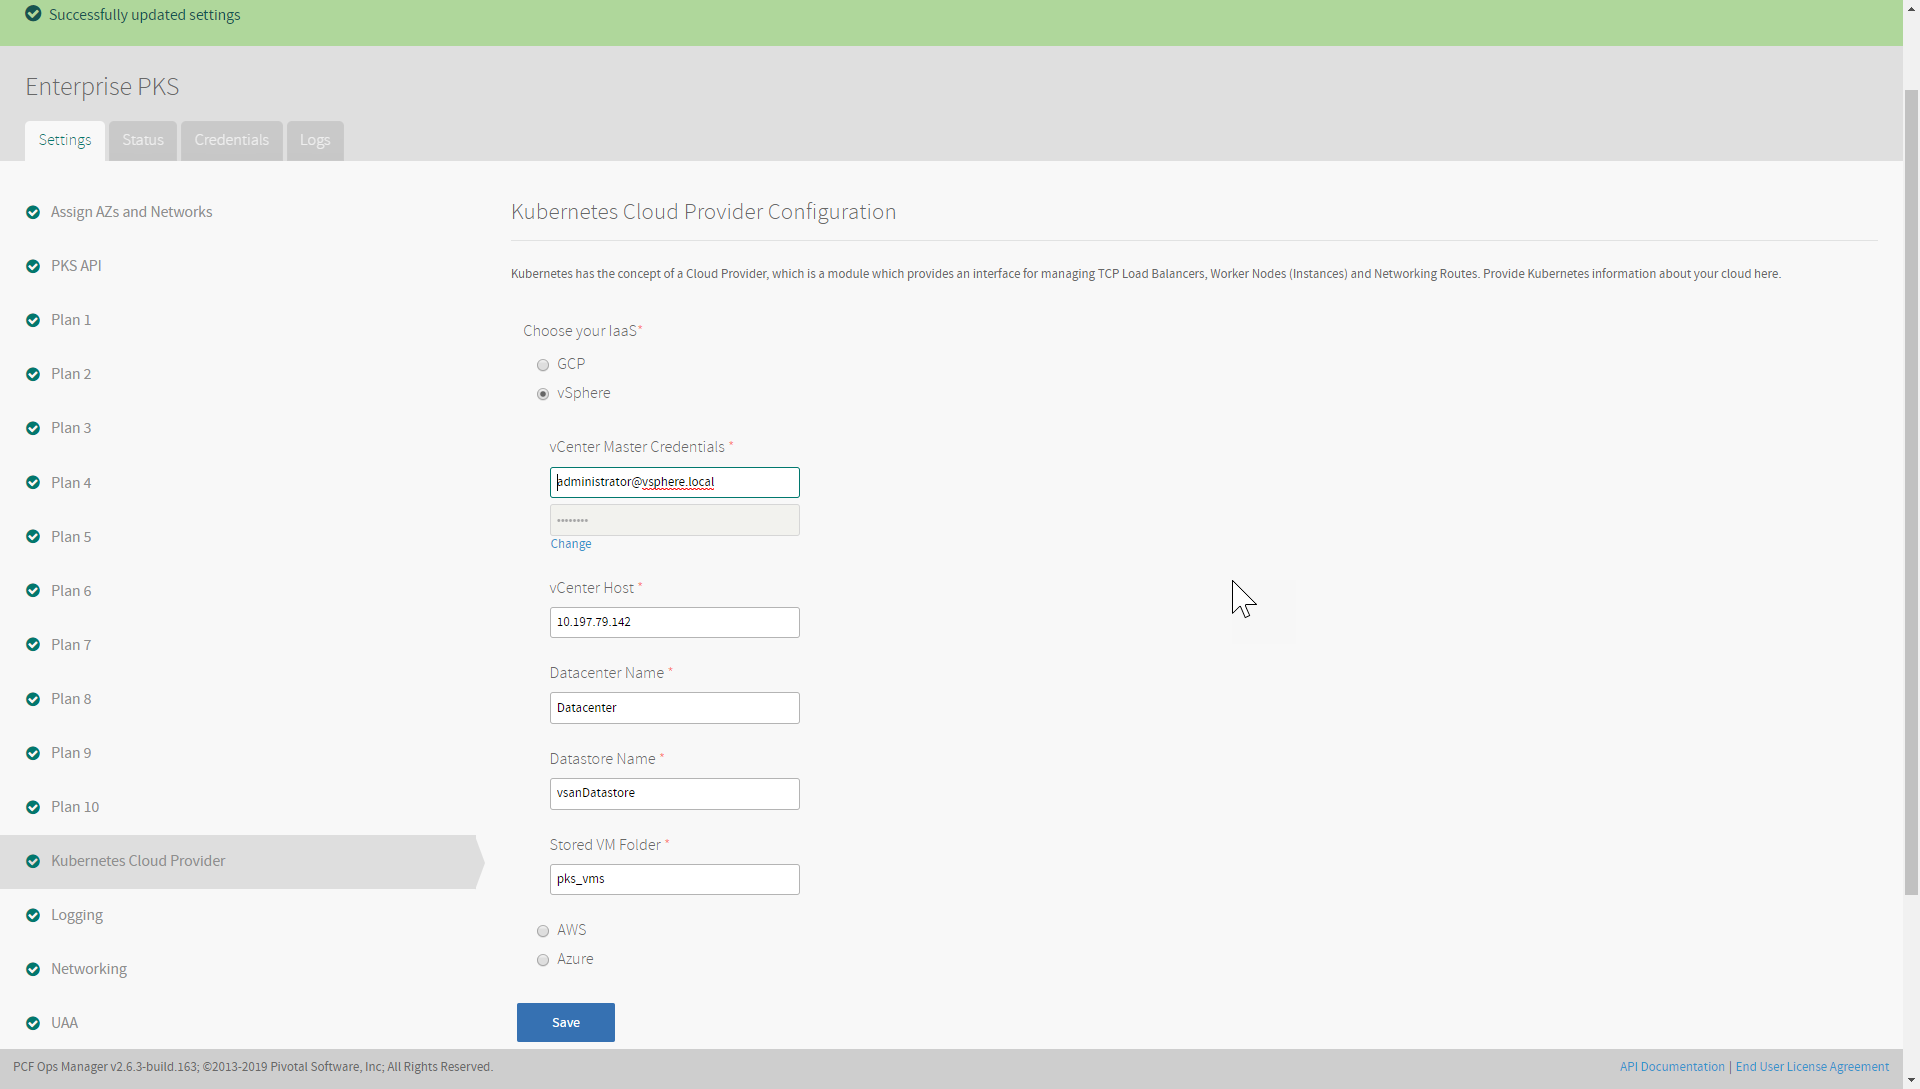 Successfully updated settings
Enterprise PKS
Settings
Status
Credentials
Logs
Assign AZs and Networks
PKS API
Plan 1
Plan 2
Plan 3
Plan 4
Plan 5
Plan 6
Plan 7
Plan 8
Plan 9
Plan 10
Kubernetes Cloud Provider
Logging
Networking
UAA
Kubernetes Cloud Provider Configuration
Kubernetes has the concept of a Cloud Provider, which is a module which provides an interface for managing TCP Load Balancers, Worker Nodes (Instances) and Networking Routes. Provide Kubernetes information about your cloud here.
Choose your IaaS*
GCP
vSphere
vCenter Master Credentials *
administrator@vsphere.local
••••••••
Change
vCenter Host *
10.197.79.142
Datacenter Name *
Datacenter
Datastore Name *
vsanDatastore
Stored VM Folder *
pks_vms
AWS
Azure
Save
PCF Ops Manager v2.6.3-build.163; ©2013-2019 Pivotal Software, Inc; All Rights Reserved.
API Documentation | End User License Agreement